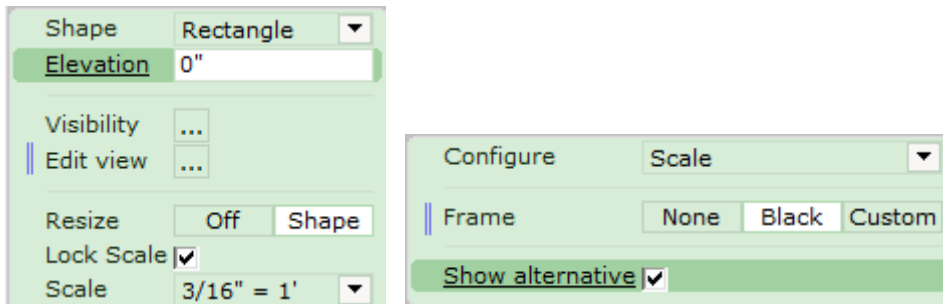 Shape Rectangle
Elevation 0"
Visibility ...
Edit view ...
Resize Off Shape
Lock Scale
Scale 3/16" = 1'
Configure Scale
Frame None Black Custom
Show alternative